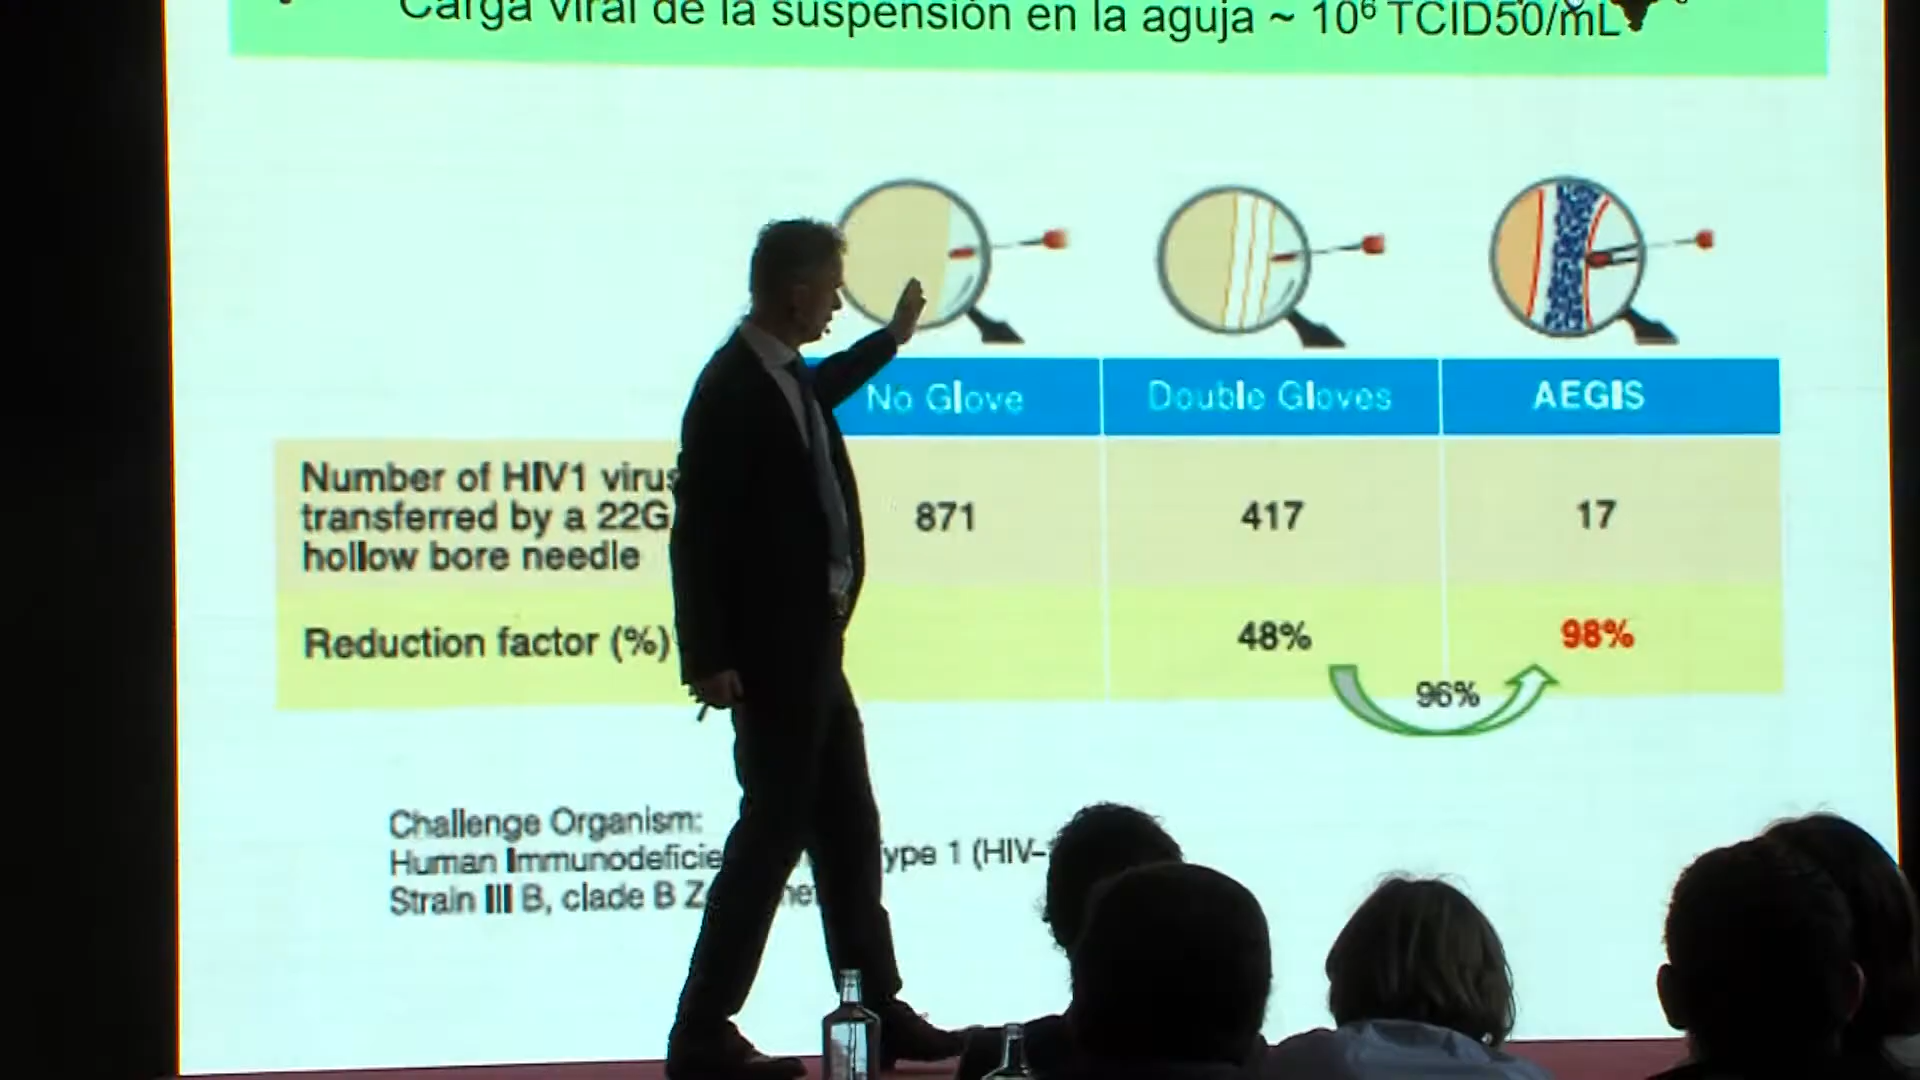 Carga viral de la suspensión en la aguja ~ 10⁶ TCID50/mL
No Glove Double Gloves AEGIS
Number of HIV1 virus
transferred by a 22G
hollow bore needle
871 417 17
Reduction factor (%) 48% 98%
96%
Challenge Organism:
Human Immunodeficie ype 1 (HIV-
Strain III B, clade B